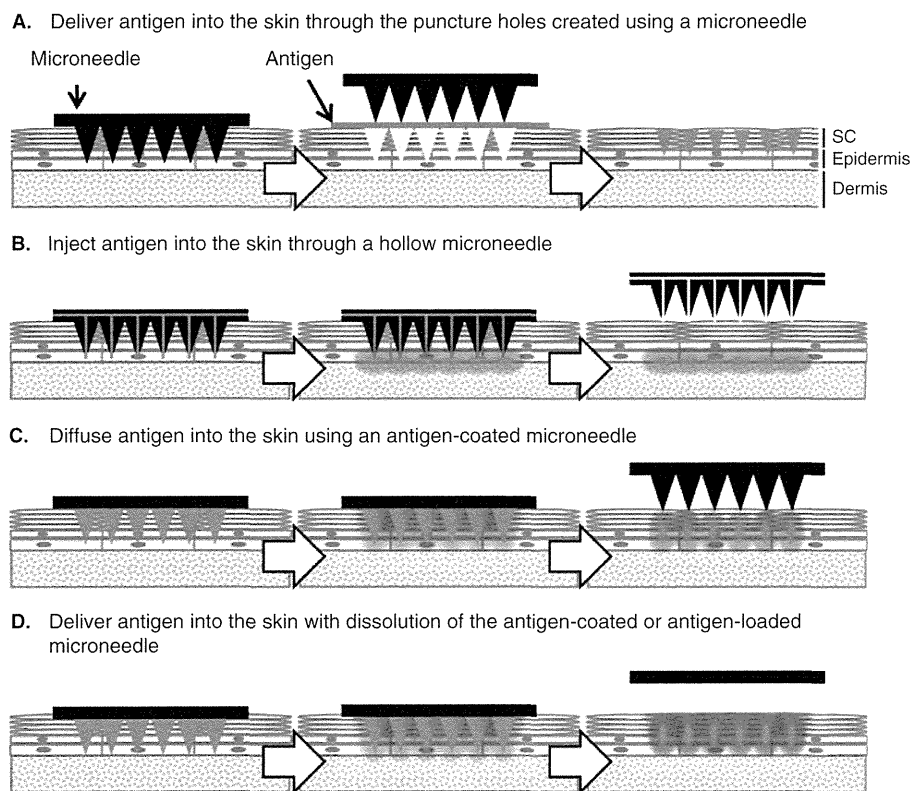 A. Deliver antigen into the skin through the puncture holes created using a microneedle
Microneedle
Antigen
SC
Epidermis
Dermis
B. Inject antigen into the skin through a hollow microneedle
C. Diffuse antigen into the skin using an antigen-coated microneedle
D. Deliver antigen into the skin with dissolution of the antigen-coated or antigen-loaded
microneedle